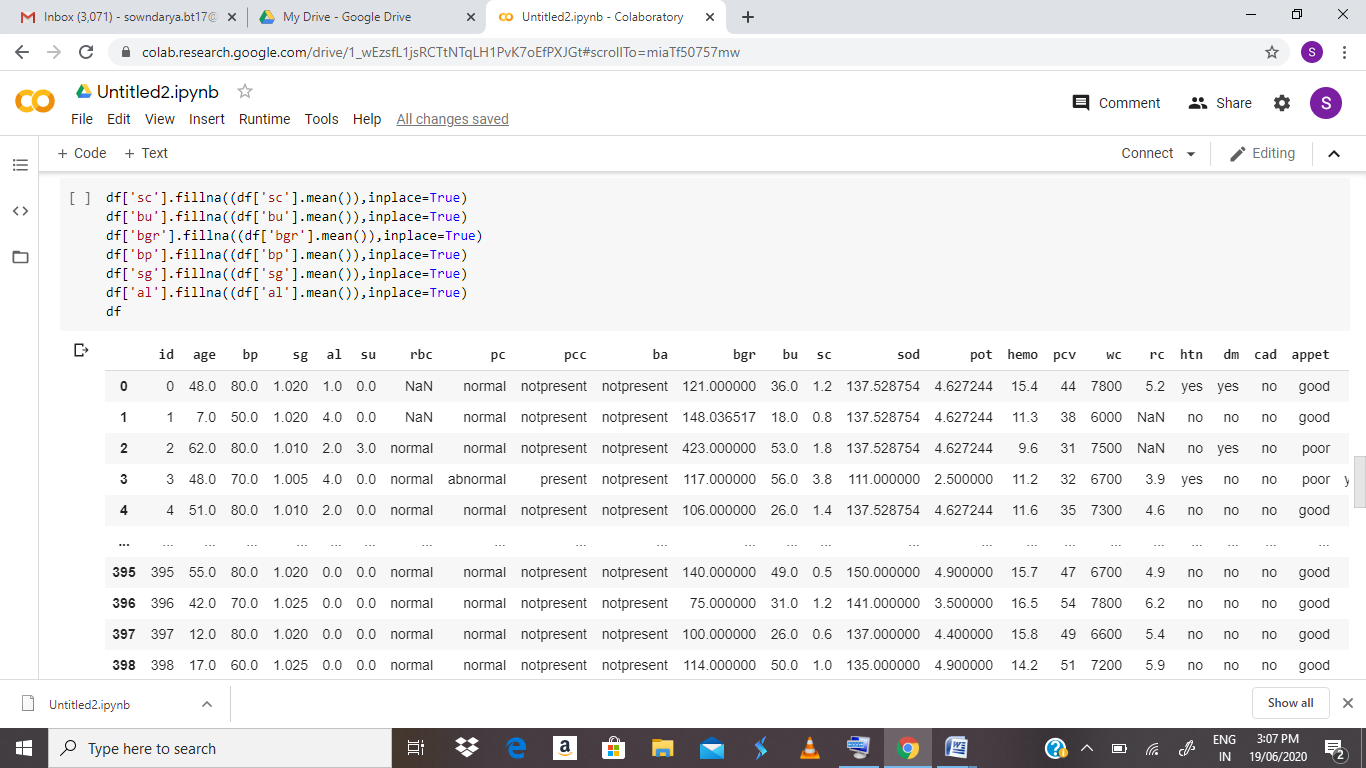 Inbox (3,071) - sowndarya.bt17@
My Drive - Google Drive
Untitled2.ipynb - Colaboratory
colab.research.google.com/drive/1_wEzsfL1jsRCTtNTqLH1PvK7oEfPXJGt#scrollTo=miaTf50757mw
S
Untitled2.ipynb
Comment
Share
S
File Edit View Insert Runtime Tools Help All changes saved
+ Code + Text
Connect
Editing
[ ] df['sc'].fillna((df['sc'].mean()),inplace=True)
df['bu'].fillna((df['bu'].mean()),inplace=True)
df['bgr'].fillna((df['bgr'].mean()),inplace=True)
df['bp'].fillna((df['bp'].mean()),inplace=True)
df['sg'].fillna((df['sg'].mean()),inplace=True)
df['al'].fillna((df['al'].mean()),inplace=True)
df
id age bp sg al su rbc pc pcc ba bgr bu sc sod pot hemo pcv wc rc htn dm cad appet
0 0 48.0 80.0 1.020 1.0 0.0 NaN normal notpresent notpresent 121.000000 36.0 1.2 137.528754 4.627244 15.4 44 7800 5.2 yes yes no good
1 1 7.0 50.0 1.020 4.0 0.0 NaN normal notpresent notpresent 148.036517 18.0 0.8 137.528754 4.627244 11.3 38 6000 NaN no no no good
2 2 62.0 80.0 1.010 2.0 3.0 normal normal notpresent notpresent 423.000000 53.0 1.8 137.528754 4.627244 9.6 31 7500 NaN no yes no poor
3 3 48.0 70.0 1.005 4.0 0.0 normal abnormal present notpresent 117.000000 56.0 3.8 111.000000 2.500000 11.2 32 6700 3.9 yes no no poor y
4 4 51.0 80.0 1.010 2.0 0.0 normal normal notpresent notpresent 106.000000 26.0 1.4 137.528754 4.627244 11.6 35 7300 4.6 no no no good
... ... ... ... ... ... ... ... ... ... ... ... ... ... ... ... ... ... ... ... ... ... ... ...
395 395 55.0 80.0 1.020 0.0 0.0 normal normal notpresent notpresent 140.000000 49.0 0.5 150.000000 4.900000 15.7 47 6700 4.9 no no no good
396 396 42.0 70.0 1.025 0.0 0.0 normal normal notpresent notpresent 75.000000 31.0 1.2 141.000000 3.500000 16.5 54 7800 6.2 no no no good
397 397 12.0 80.0 1.020 0.0 0.0 normal normal notpresent notpresent 100.000000 26.0 0.6 137.000000 4.400000 15.8 49 6600 5.4 no no no good
398 398 17.0 60.0 1.025 0.0 0.0 normal normal notpresent notpresent 114.000000 50.0 1.0 135.000000 4.900000 14.2 51 7200 5.9 no no no good
Untitled2.ipynb
Show all
Type here to search
ENG
IN
3:07 PM
19/06/2020
2